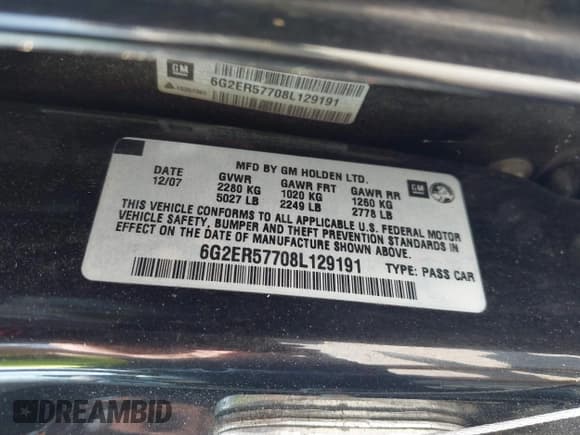 GM
6G2ER57708L129191
MFD BY GM HOLDEN LTD.
DATE GVWR GAWR FRT GAWR RR
12/07 2280 KG 1020 KG 1260 KG
5027 LB 2249 LB 2778 LB
GM
THIS VEHICLE CONFORMS TO ALL APPLICABLE U.S. FEDERAL MOTOR
VEHICLE SAFETY, BUMPER AND THEFT PREVENTION STANDARDS IN
EFFECT ON THE DATE OF MANUFACTURE SHOWN ABOVE.
6G2ER57708L129191
TYPE: PASS CAR
DREAMBID